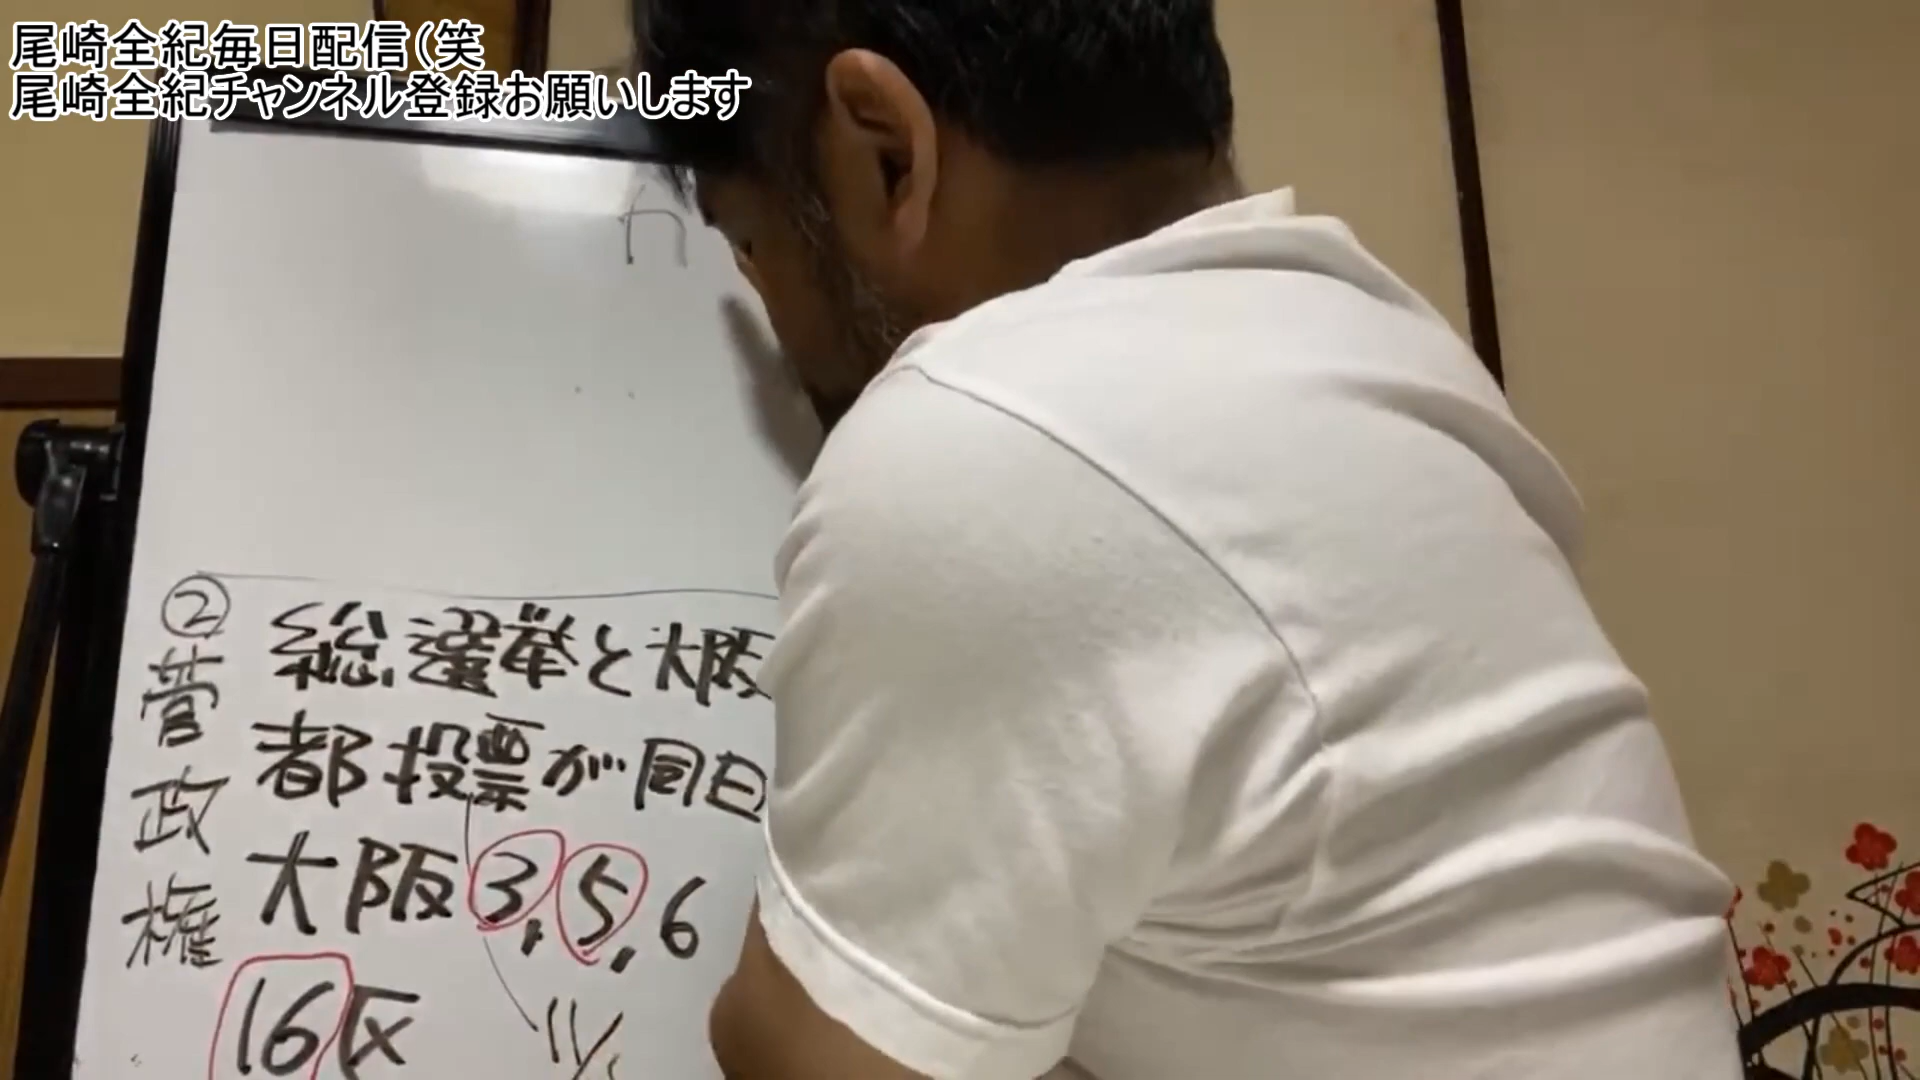 尾崎全紀毎日配信(笑
尾崎全紀チャンネル登録お願いします
②菅政権
総選挙と大阪
都投票が同日
大阪3,5,6
16区
11/